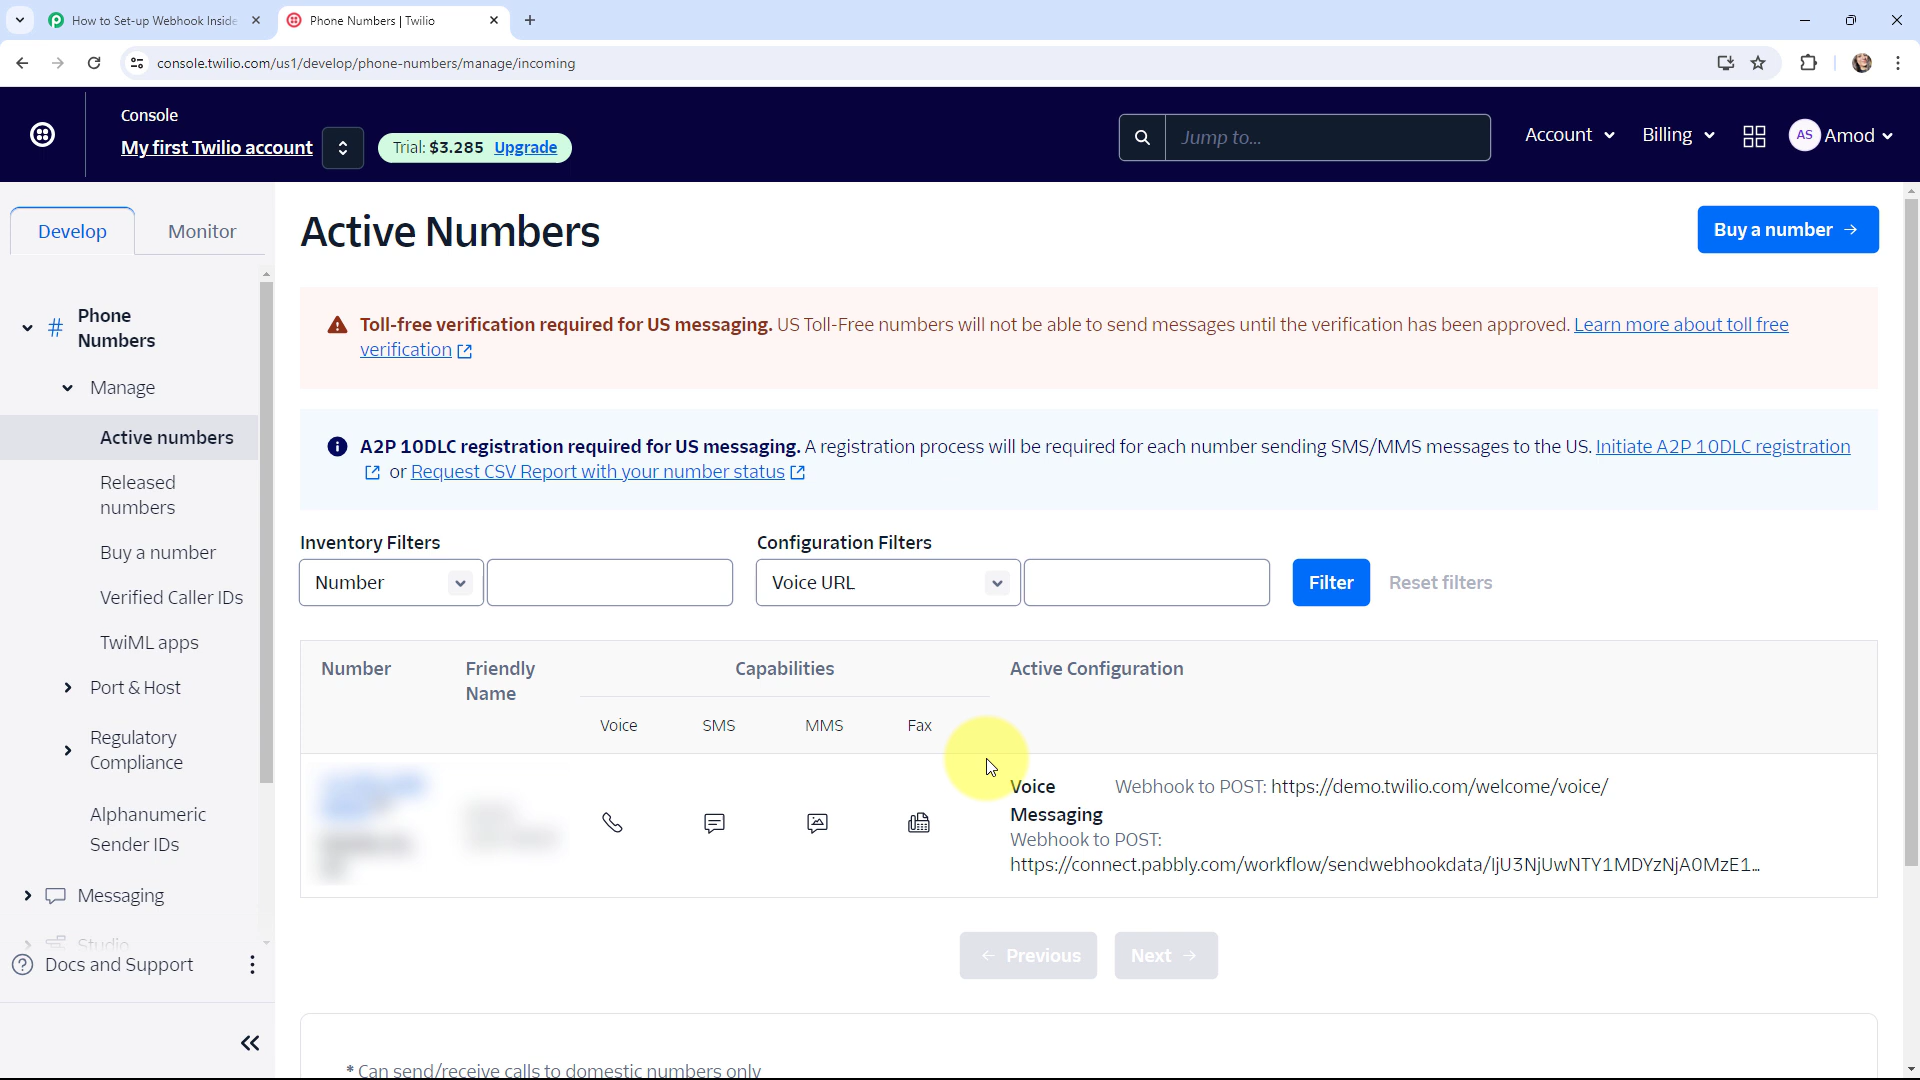 How to Set-up Webhook Inside
Phone Numbers | Twilio
console.twilio.com/us1/develop/phone-numbers/manage/incoming
Console
My first Twilio account
Trial: $3.285 Upgrade
Jump to...
Account
Billing
AS
Amod
Develop
Monitor
Phone
Numbers
Manage
Active numbers
Released
numbers
Buy a number
Verified Caller IDs
TwiML apps
Port & Host
Regulatory
Compliance
Alphanumeric
Sender IDs
Messaging
Studio
Docs and Support
Active Numbers
Buy a number
Toll-free verification required for US messaging. US Toll-Free numbers will not be able to send messages until the verification has been approved. Learn more about toll free
verification
A2P 10DLC registration required for US messaging. A registration process will be required for each number sending SMS/MMS messages to the US. Initiate A2P 10DLC registration
or Request CSV Report with your number status
Inventory Filters
Configuration Filters
Number
Voice URL
Filter
Reset filters
Number
Friendly
Name
Capabilities
Active Configuration
Voice
SMS
MMS
Fax
Voice Webhook to POST: https://demo.twilio.com/welcome/voice/
Messaging
Webhook to POST:
https://connect.pabbly.com/workflow/sendwebhookdata/IjU3NjUwNTY1MDYzNjA0MzE1...
Previous
Next
* Can send/receive calls to domestic numbers only